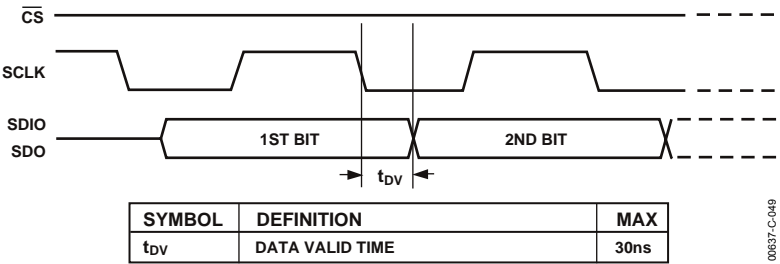 CS
SCLK
SDIO
SDO
1ST BIT
2ND BIT
tDV
SYMBOL DEFINITION MAX
tDV DATA VALID TIME 30ns
00637-C-049